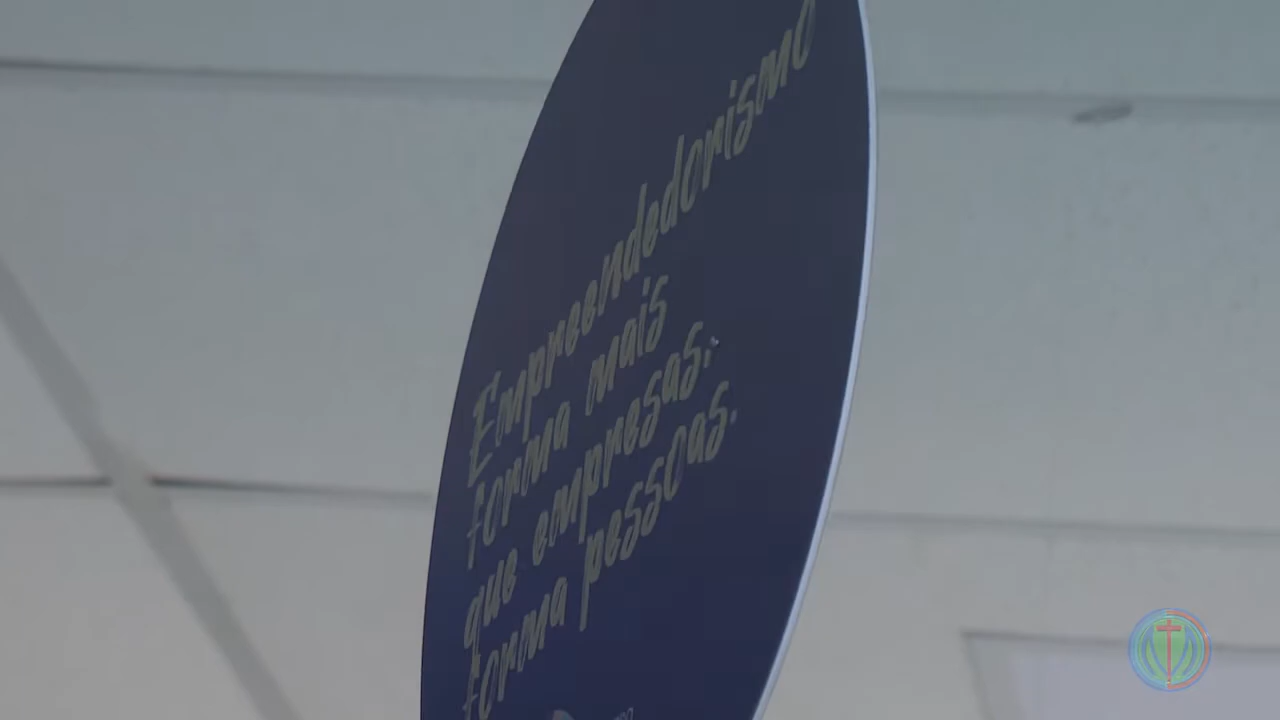 Empreendedorismo
forma mais
que empresas:
forma pessoas.